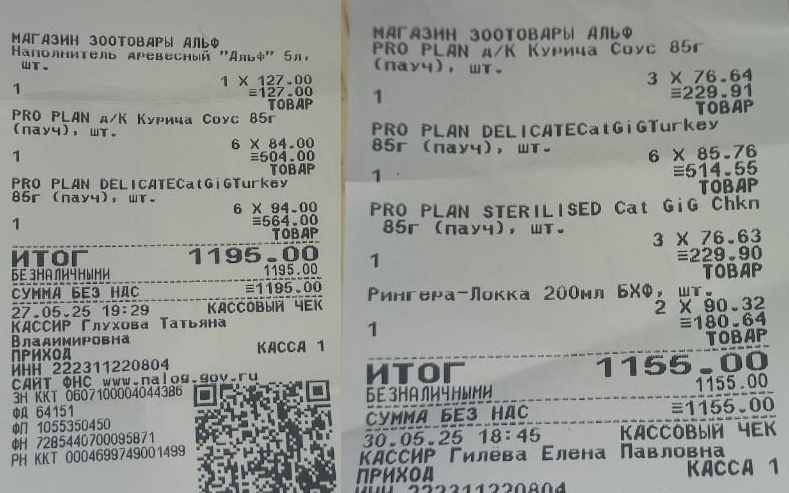 МАГАЗИН ЗООТОВАРЫ АЛЬФ
Наполнитель древесный "Альф" 5л,
шт.
1 X 127.00
1 ≡127.00
ТОВАР
PRO PLAN д/К Курица Соус 85г
(пауч), шт.
6 X 84.00
1 ≡504.00
ТОВАР
PRO PLAN DELICATECatGiGTurkey
85г (пауч), шт.
6 X 94.00
1 ≡564.00
ТОВАР
ИТОГ 1195.00
БЕЗНАЛИЧНЫМИ 1195.00
СУММА БЕЗ НДС ≡1195.00
27.05.25 19:29 КАССОВЫЙ ЧЕК
КАССИР Глухова Татьяна
Владимировна
ПРИХОД КАССА 1
ИНН 222311220804
САЙТ ФНС www.nalog.gov.ru
ЗН ККТ 0607100004044386
ФД 64151
ФП 1055350450
ФН 7285440700095871
РН ККТ 0004699749001499
МАГАЗИН ЗООТОВАРЫ АЛЬФ
PRO PLAN д/К Курица Соус 85г
(пауч), шт.
3 X 76.64
1 ≡229.91
ТОВАР
PRO PLAN DELICATECatGiGTurkey
85г (пауч), шт.
6 X 85.76
1 ≡514.55
ТОВАР
PRO PLAN STERILISED Cat GiG Chkn
85г (пауч), шт.
3 X 76.63
1 ≡229.90
ТОВАР
Рингера-Локка 200мл БХФ, шт.
2 X 90.32
1 ≡180.64
ТОВАР
ИТОГ 1155.00
БЕЗНАЛИЧНЫМИ 1155.00
СУММА БЕЗ НДС ≡1155.00
30.05.25 18:45 КАССОВЫЙ ЧЕК
КАССИР Гилёва Елена Павловна
ПРИХОД КАССА 1
ИНН 222311220804